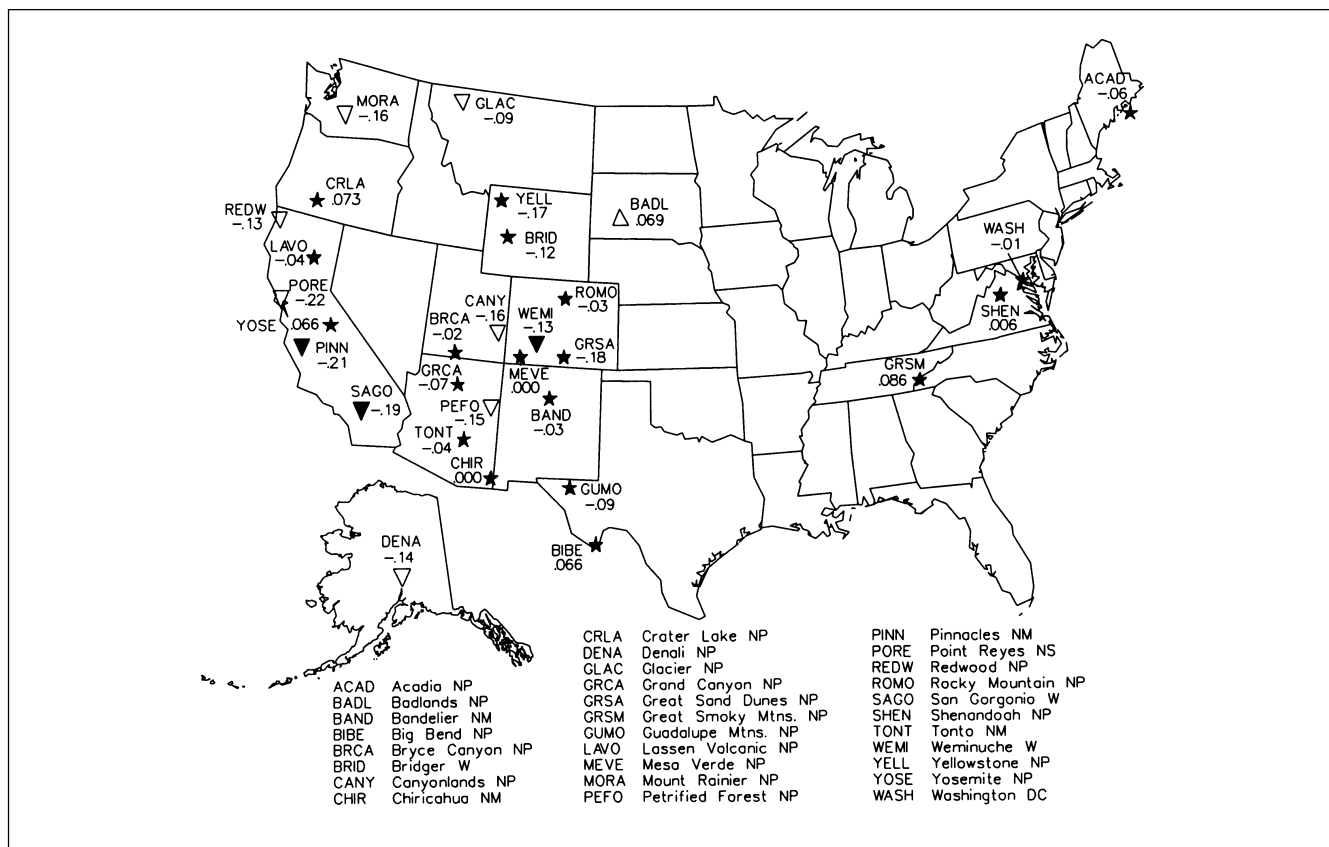 ACAD
-.06
MORA
-.16
GLAC
-.09
CRLA
.073
YELL
-.17
BADL
.069
REDW
-.13
BRID
-.12
WASH
-.01
LAVO
-.04
PORE
-.22
CANY
-.16
ROMO
-.03
WEMI
-.13
BRCA
-.02
SHEN
.006
YOSE .066
PINN
-.21
GRSA
-.18
GRCA
-.07
MEVE
.000
GRSM
.086
SAGO
-.19
PEFO
-.15
BAND
-.03
TONT
-.04
CHIR
.000
GUMO
-.09
DENA
-.14
BIBE
.066
ACAD Acadia NP
BADL Badlands NP
BAND Bandelier NM
BIBE Big Bend NP
BRCA Bryce Canyon NP
BRID Bridger W
CANY Canyonlands NP
CHIR Chiricahua NM
CRLA Crater Lake NP
DENA Denali NP
GLAC Glacier NP
GRCA Grand Canyon NP
GRSA Great Sand Dunes NP
GRSM Great Smoky Mtns. NP
GUMO Guadalupe Mtns. NP
LAVO Lassen Volcanic NP
MEVE Mesa Verde NP
MORA Mount Rainier NP
PEFO Petrified Forest NP
PINN Pinnacles NM
PORE Point Reyes NS
REDW Redwood NP
ROMO Rocky Mountain NP
SAGO San Gorgonio W
SHEN Shenandoah NP
TONT Tonto NM
WEMI Weminuche W
YELL Yellowstone NP
YOSE Yosemite NP
WASH Washington DC